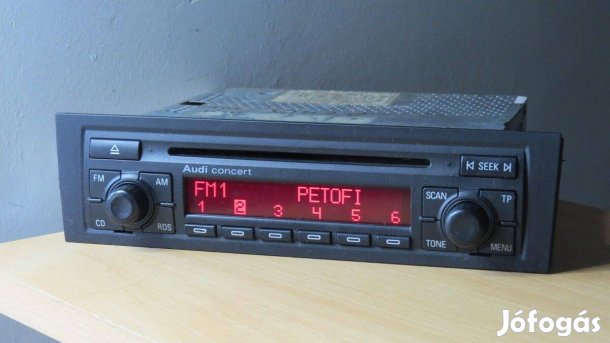 Audi concert
SEEK
FM AM
FM1 PETOFI
SCAN TP
1 2 3 4 5 6
CD RDS
TONE MENU
Jófogás